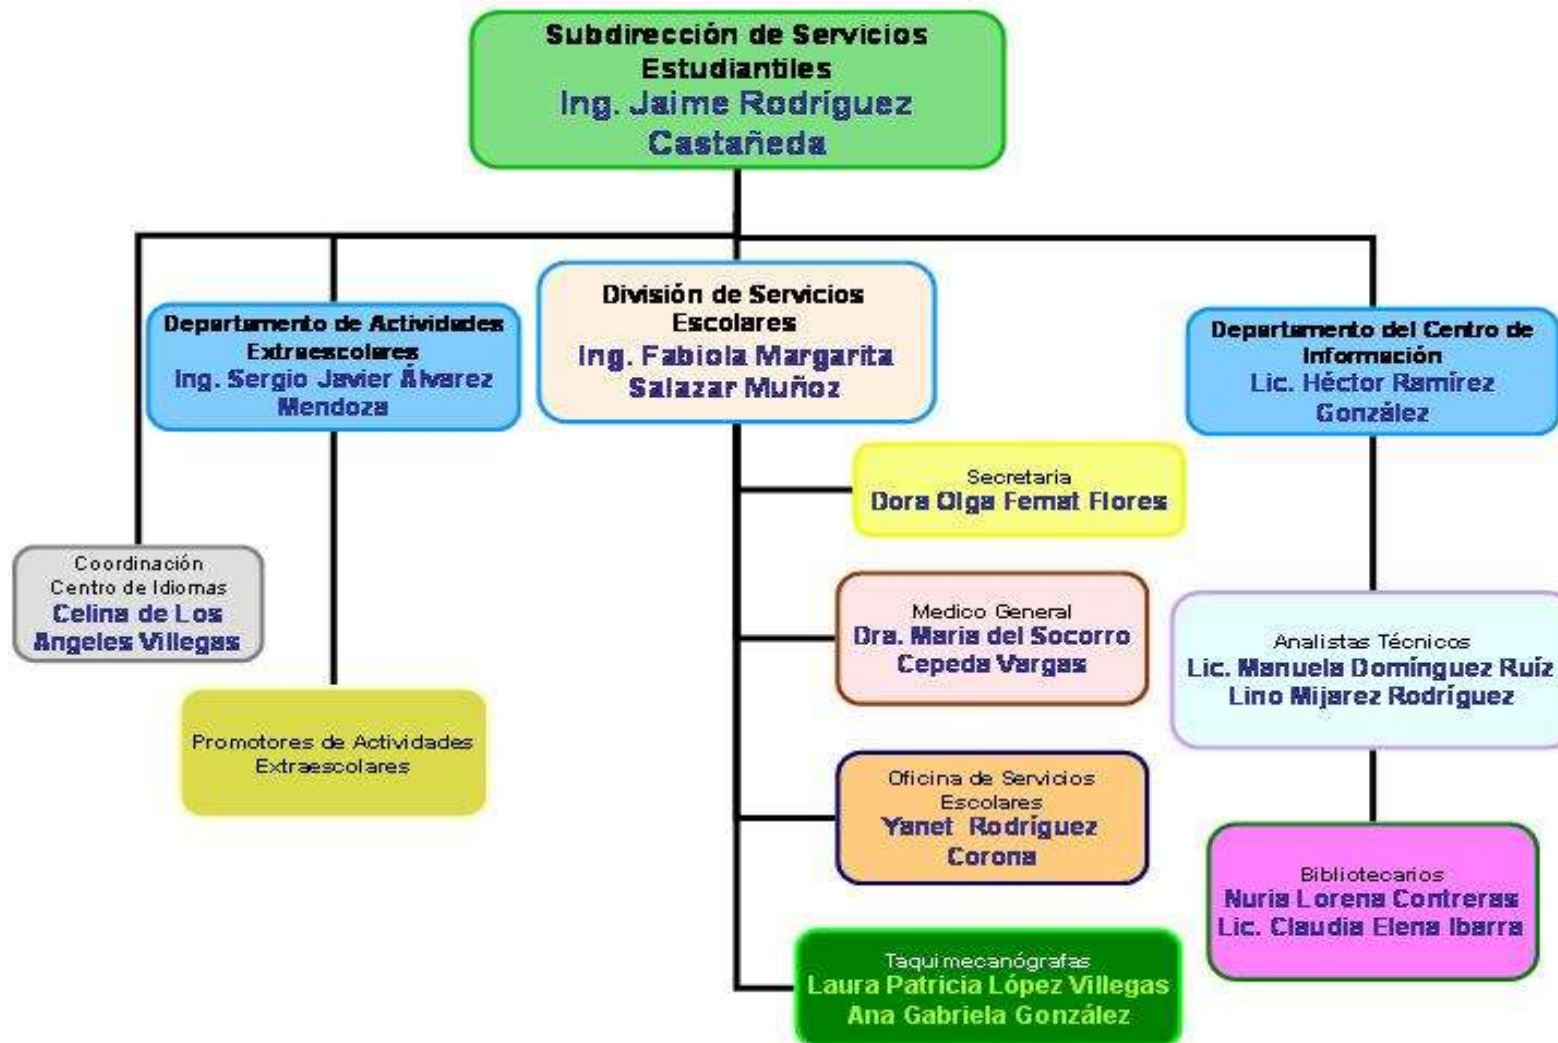 Subdirección de Servicios
Estudiantiles
Ing. Jaime Rodríguez
Castañeda
Departamento de Actividades
Extraescolares
Ing. Sergio Javier Álvarez
Mendoza
División de Servicios
Escolares
Ing. Fabiola Margarita
Salazar Muñoz
Departamento del Centro de
Información
Lic. Héctor Ramírez
González
Secretaria
Dora Olga Femat Flores
Coordinación
Centro de Idiomas
Celina de Los
Angeles Villegas
Medico General
Dra. Maria del Socorro
Cepeda Vargas
Analistas Técnicos
Lic. Manuela Domínguez Ruíz
Lino Mijarez Rodríguez
Promotores de Actividades
Extraescolares
Oficina de Servicios
Escolares
Yanet Rodríguez
Corona
Bibliotecarios
Nuria Lorena Contreras
Lic. Claudia Elena Ibarra
Taquimecanógrafas
Laura Patricia López Villegas
Ana Gabriela González